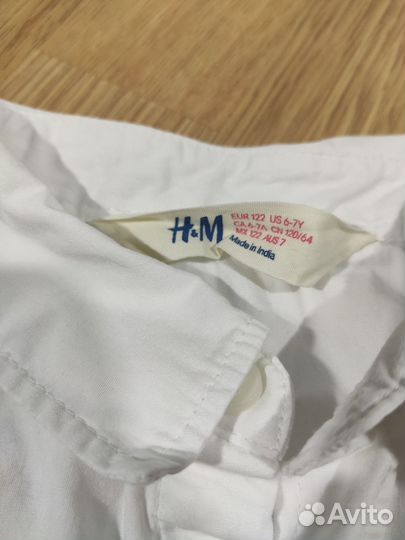 H&M
EUR 122 US 6-7Y
CA 6-7A CN 120/64
MX 122 AUS 7
Made in India
Avito